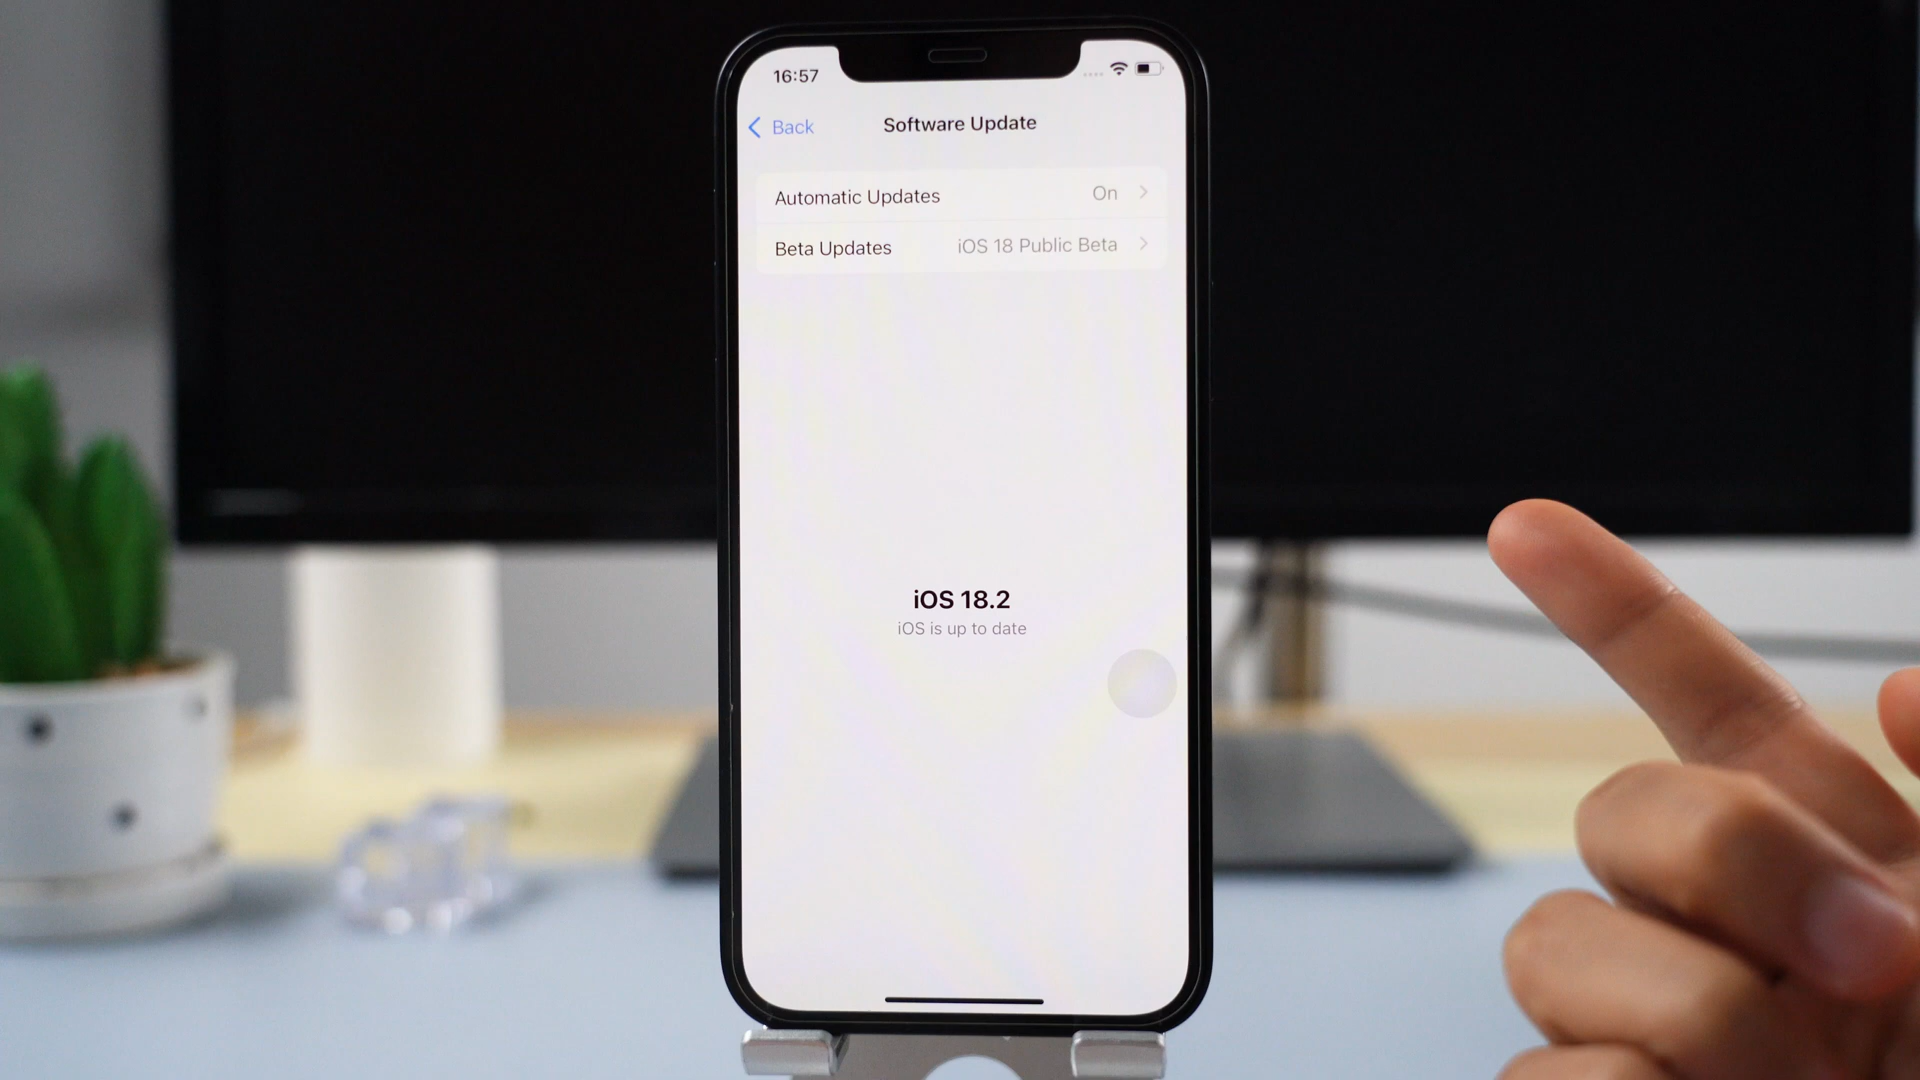 16:57
Back
Software Update
Automatic Updates On
Beta Updates iOS 18 Public Beta
iOS 18.2
iOS is up to date